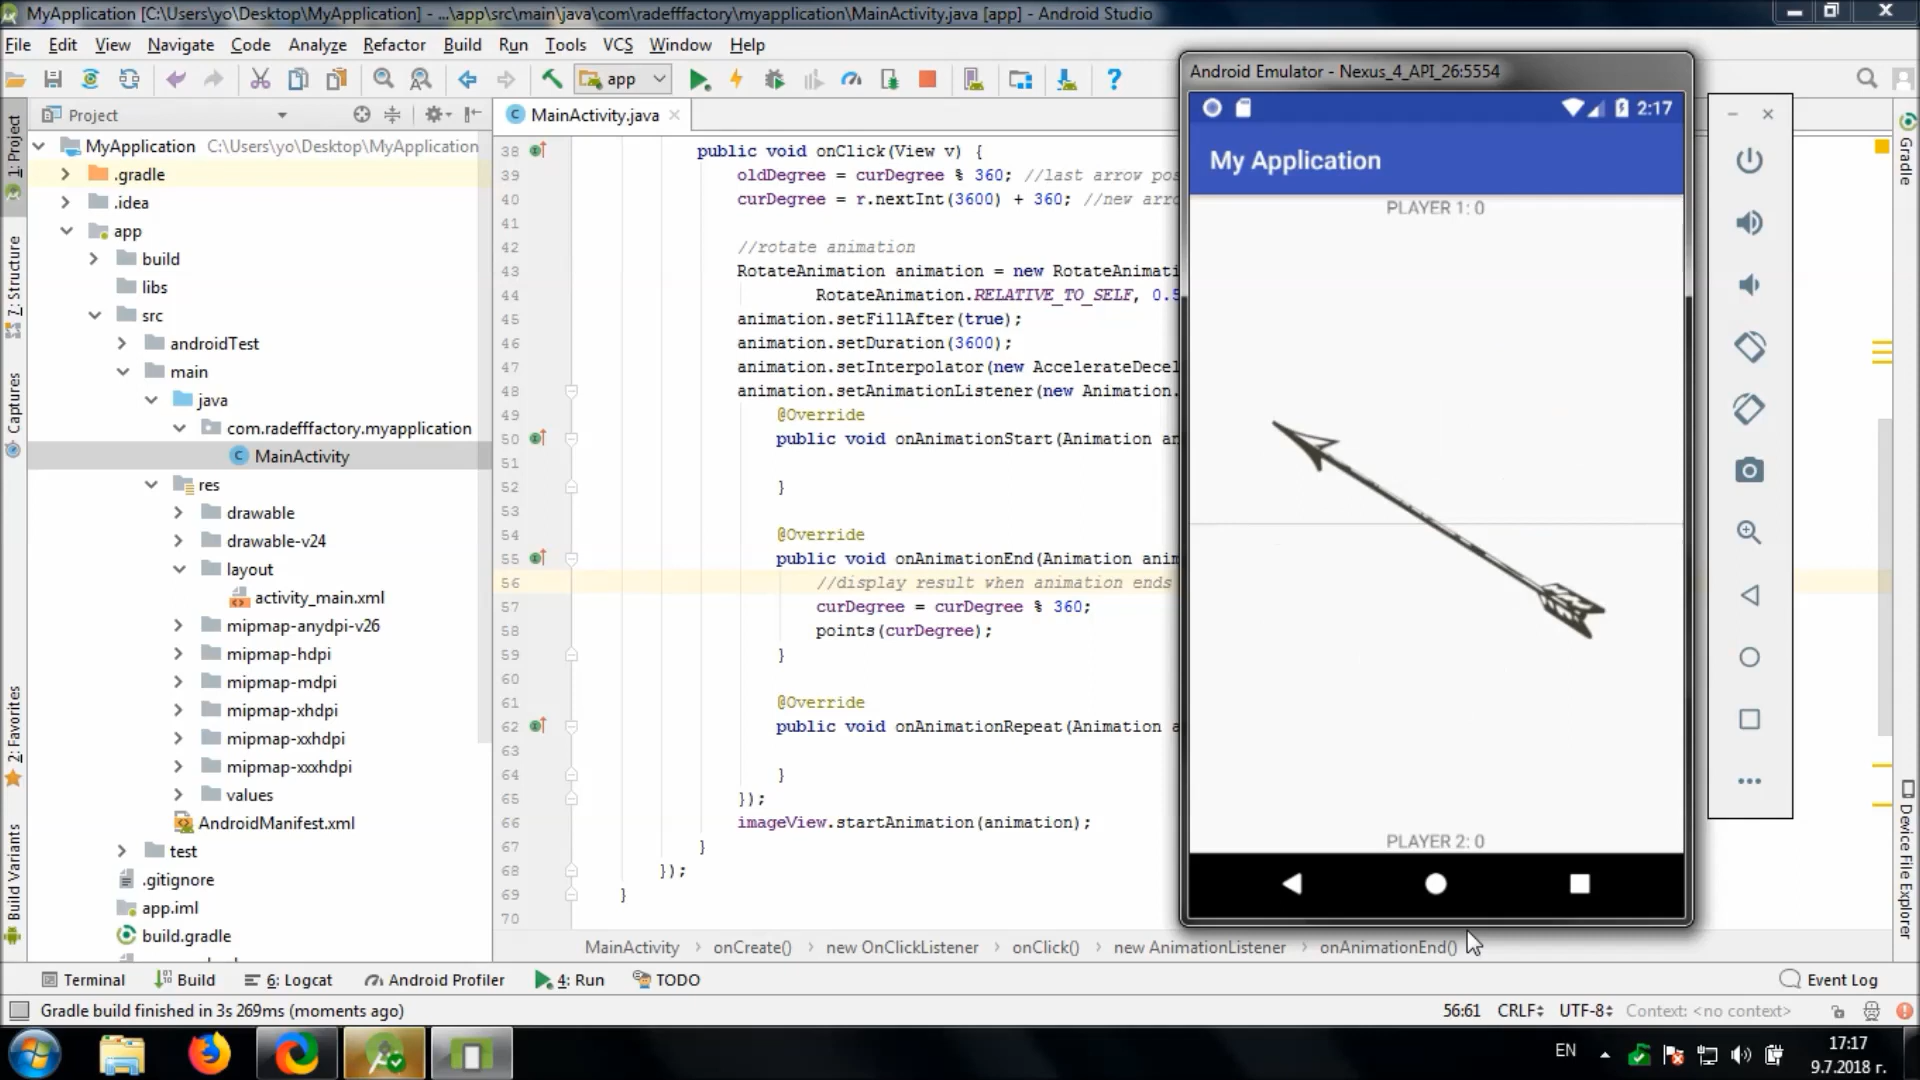 MyApplication [C:\Users\yo\Desktop\MyApplication] - ...\app\src\main\java\com\radefffactory\myapplication\MainActivity.java [app] - Android Studio
File Edit View Navigate Code Analyze Refactor Build Run Tools VCS Window Help
app
Project
MainActivity.java
1: Project
7: Structure
Captures
2: Favorites
Build Variants
MyApplication C:\Users\yo\Desktop\MyApplication
.gradle
.idea
app
build
libs
src
androidTest
main
java
com.radefffactory.myapplication
MainActivity
res
drawable
drawable-v24
layout
activity_main.xml
mipmap-anydpi-v26
mipmap-hdpi
mipmap-mdpi
mipmap-xhdpi
mipmap-xxhdpi
mipmap-xxxhdpi
values
AndroidManifest.xml
test
.gitignore
app.iml
build.gradle
38 public void onClick(View v) {
39 oldDegree = curDegree % 360; //last arrow pos
40 curDegree = r.nextInt(3600) + 360; //new arro
41
42 //rotate animation
43 RotateAnimation animation = new RotateAnimati
44 RotateAnimation.RELATIVE_TO_SELF, 0.5
45 animation.setFillAfter(true);
46 animation.setDuration(3600);
47 animation.setInterpolator(new AccelerateDecel
48 animation.setAnimationListener(new Animation.
49 @Override
50 public void onAnimationStart(Animation an
51
52 }
53
54 @Override
55 public void onAnimationEnd(Animation anim
56 //display result when animation ends
57 curDegree = curDegree % 360;
58 points(curDegree);
59 }
60
61 @Override
62 public void onAnimationRepeat(Animation a
63
64 }
65 });
66 imageView.startAnimation(animation);
67 }
68 });
69 }
70
MainActivity › onCreate() › new OnClickListener › onClick() › new AnimationListener › onAnimationEnd()
Android Emulator - Nexus_4_API_26:5554
2:17
My Application
PLAYER 1: 0
PLAYER 2: 0
Gradle
Device File Explorer
Terminal Build 6: Logcat Android Profiler 4: Run TODO Event Log
Gradle build finished in 3s 269ms (moments ago) 56:61 CRLF UTF-8 Context: <no context>
EN
17:17
9.7.2018 г.